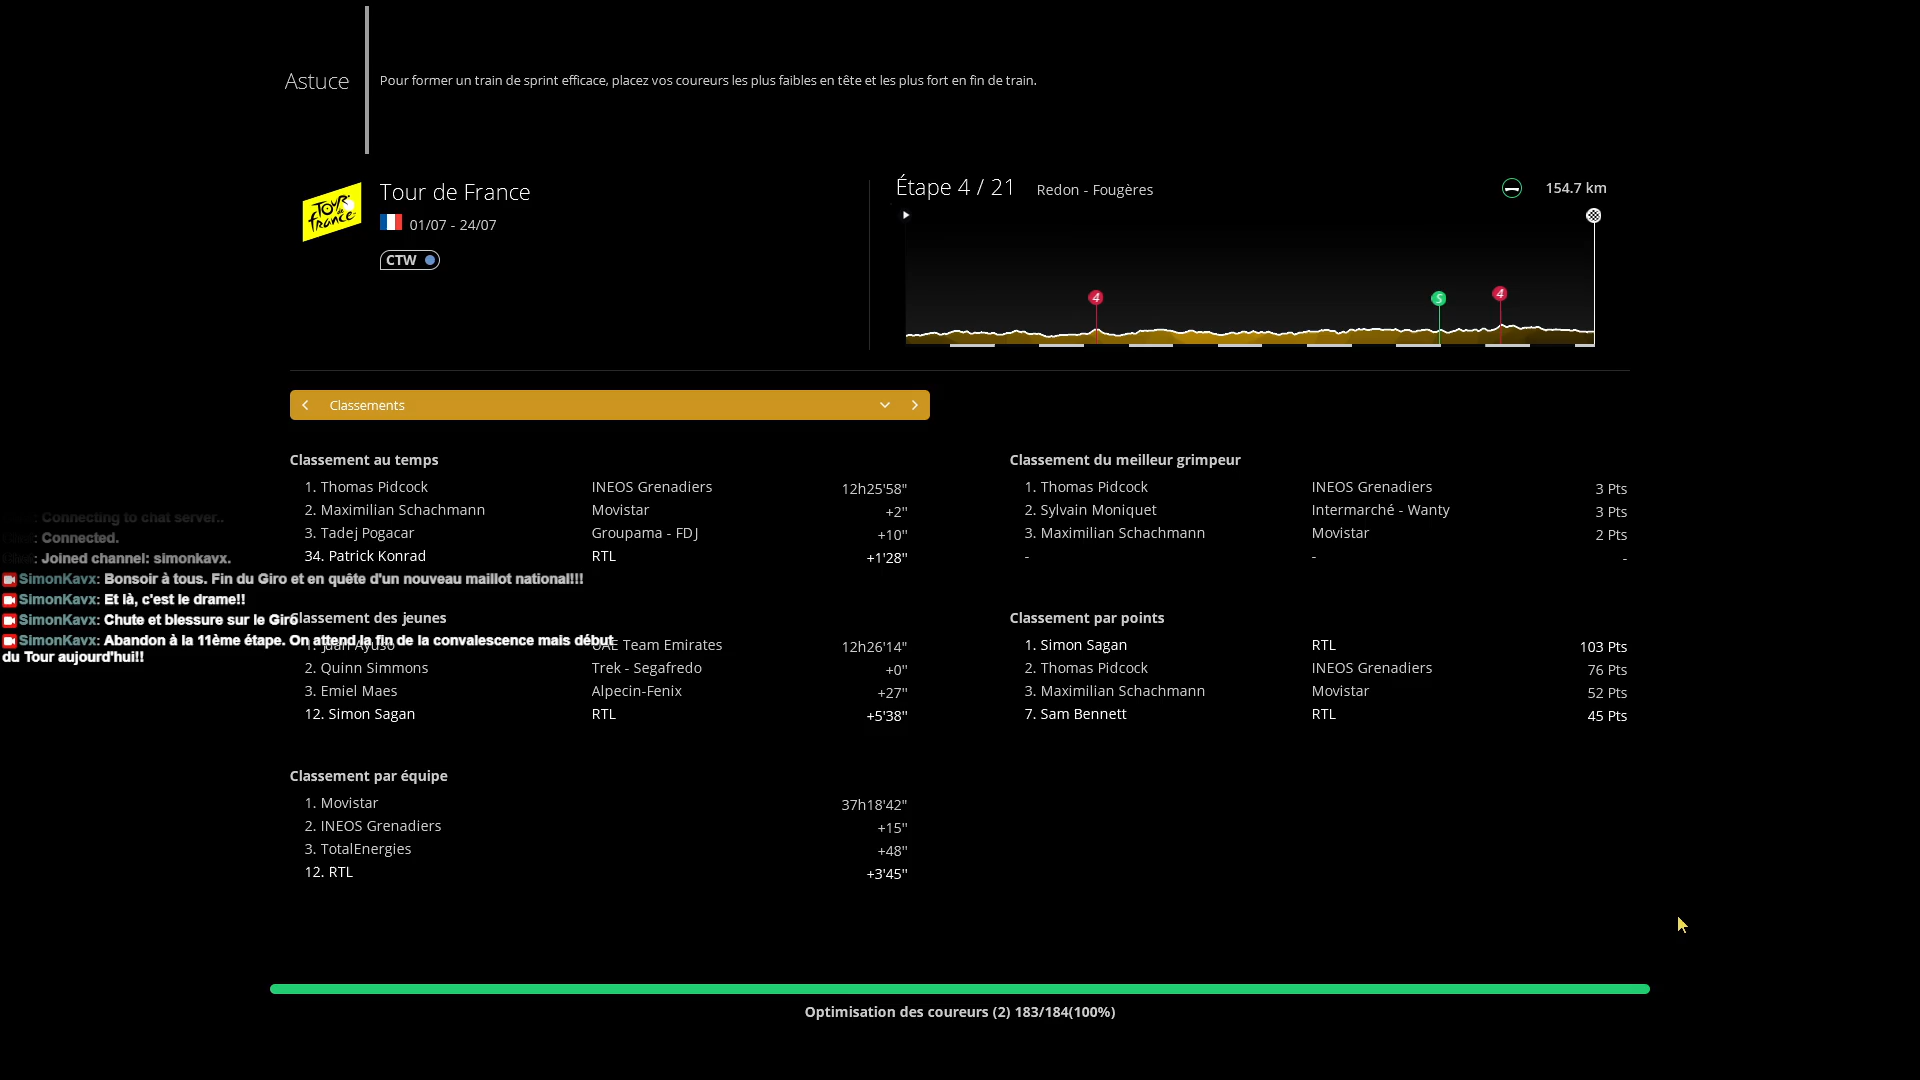 Astuce
Pour former un train de sprint efficace, placez vos coureurs les plus faibles en tête et les plus fort en fin de train.
TOUR de france
Tour de France
01/07 - 24/07
CTW
Étape 4 / 21 Redon - Fougères 154.7 km
4
S
4
Classements
Classement au temps
1. Thomas Pidcock INEOS Grenadiers 12h25'58"
2. Maximilian Schachmann Movistar +2"
3. Tadej Pogacar Groupama - FDJ +10"
34. Patrick Konrad RTL +1'28"
Classement du meilleur grimpeur
1. Thomas Pidcock INEOS Grenadiers 3 Pts
2. Sylvain Moniquet Intermarché - Wanty 3 Pts
3. Maximilian Schachmann Movistar 2 Pts
- - -
: Connecting to chat server..
: Connected.
: Joined channel: simonkavx.
SimonKavx: Bonsoir à tous. Fin du Giro et en quête d'un nouveau maillot national!!!
SimonKavx: Et là, c'est le drame!!
SimonKavx: Chute et blessure sur le Giro
SimonKavx: Abandon à la 11ème étape. On attend la fin de la convalescence mais début
du Tour aujourd'hui!!
Classement des jeunes
1. Juan Ayuso UAE Team Emirates 12h26'14"
2. Quinn Simmons Trek - Segafredo +0"
3. Emiel Maes Alpecin-Fenix +27"
12. Simon Sagan RTL +5'38"
Classement par points
1. Simon Sagan RTL 103 Pts
2. Thomas Pidcock INEOS Grenadiers 76 Pts
3. Maximilian Schachmann Movistar 52 Pts
7. Sam Bennett RTL 45 Pts
Classement par équipe
1. Movistar 37h18'42"
2. INEOS Grenadiers +15"
3. TotalEnergies +48"
12. RTL +3'45"
Optimisation des coureurs (2) 183/184(100%)